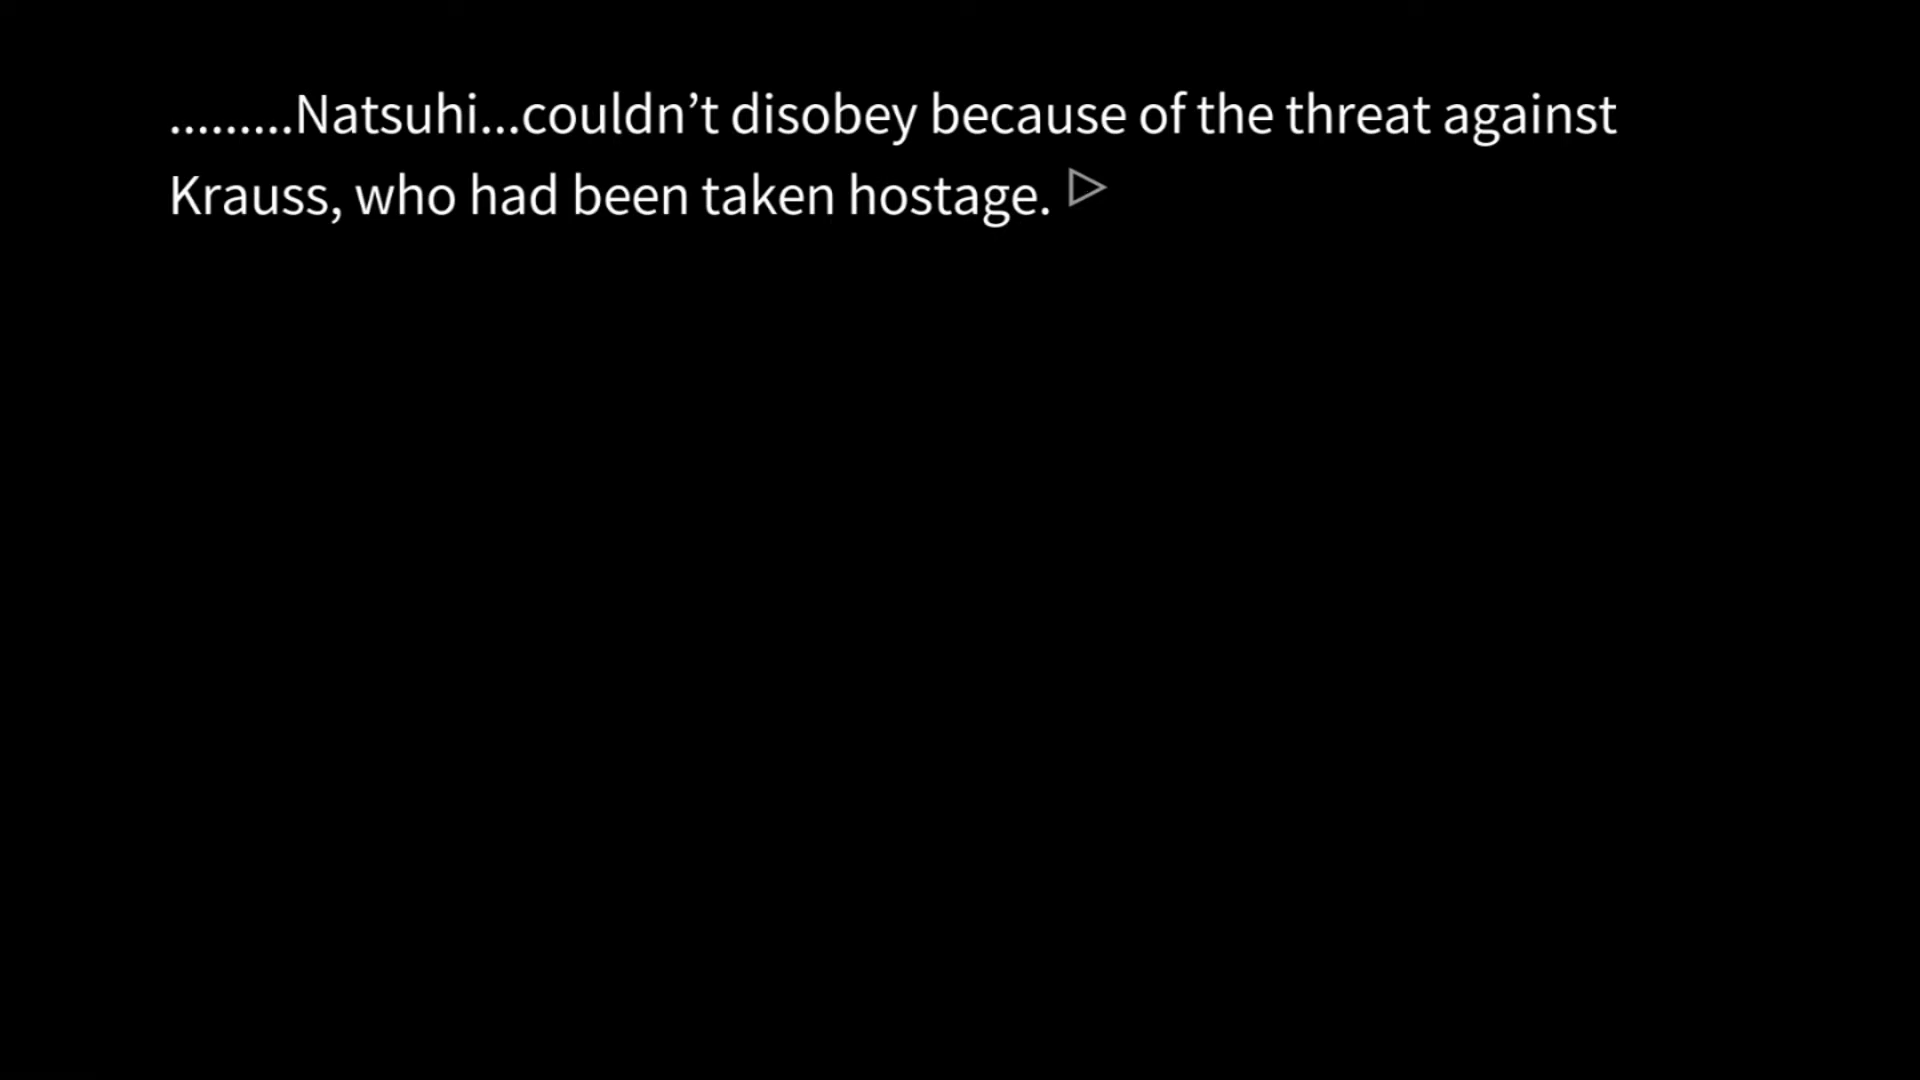 .........Natsuhi...couldn’t disobey because of the threat against
Krauss, who had been taken hostage.